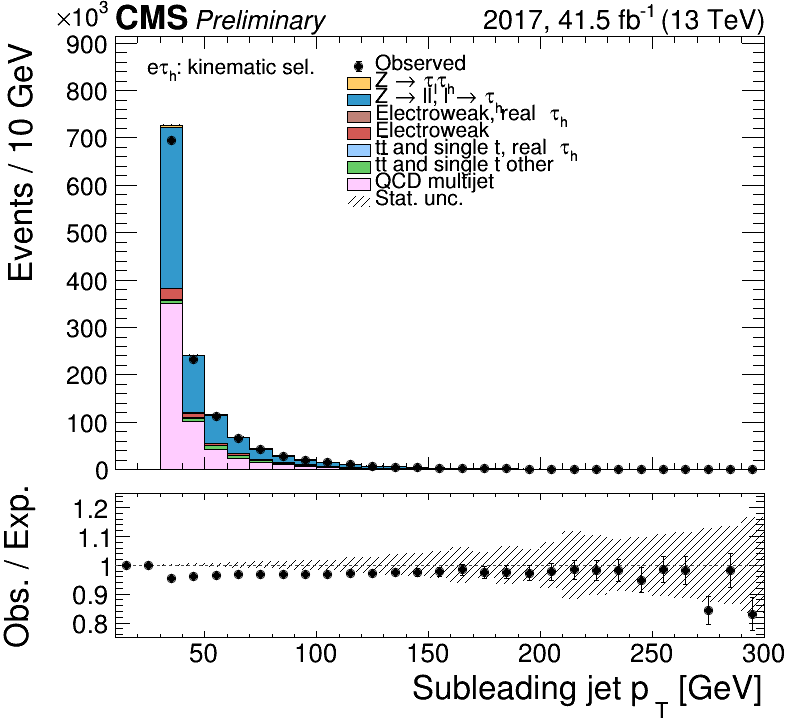 ×10³ CMS Preliminary 2017, 41.5 fb⁻¹ (13 TeV)
eτh: kinematic sel.
Observed
Z → τlτh
Z → ll, l → τh
Electroweak, real τh
Electroweak
tt̄ and single t, real τh
tt̄ and single t other
QCD multijet
Stat. unc.
Events / 10 GeV
900
800
700
600
500
400
300
200
100
0
Obs. / Exp.
1.2
1.1
1
0.9
0.8
50 100 150 200 250 300
Subleading jet pT [GeV]